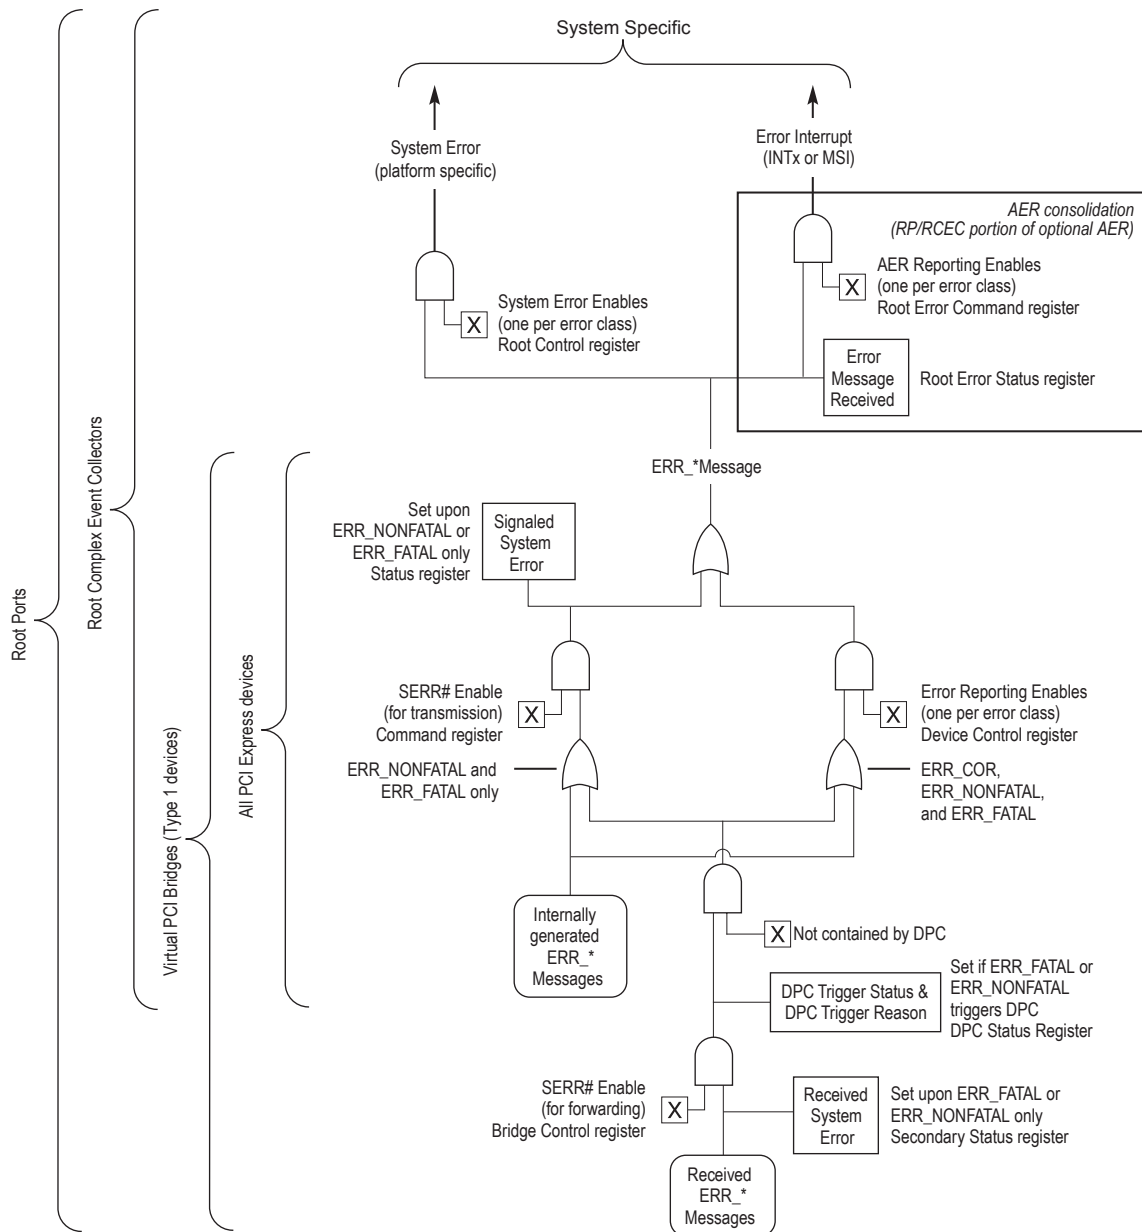 System Specific
System Error
(platform specific)
Error Interrupt
(INTx or MSI)
AER consolidation
(RP/RCEC portion of optional AER)
AER Reporting Enables
(one per error class)
Root Error Command register
X
System Error Enables
(one per error class)
Root Control register
X
Error
Message
Received
Root Error Status register
Root Ports
Root Complex Event Collectors
Virtual PCI Bridges (Type 1 devices)
All PCI Express devices
ERR_*Message
Set upon
ERR_NONFATAL or
ERR_FATAL only
Status register
Signaled
System
Error
SERR# Enable
(for transmission)
Command register
X
Error Reporting Enables
(one per error class)
Device Control register
X
ERR_NONFATAL and
ERR_FATAL only
ERR_COR,
ERR_NONFATAL,
and ERR_FATAL
Internally
generated
ERR_*
Messages
X
Not contained by DPC
DPC Trigger Status &
DPC Trigger Reason
Set if ERR_FATAL or
ERR_NONFATAL
triggers DPC
DPC Status Register
SERR# Enable
(for forwarding)
Bridge Control register
X
Received
System
Error
Set upon ERR_FATAL or
ERR_NONFATAL only
Secondary Status register
Received
ERR_*
Messages